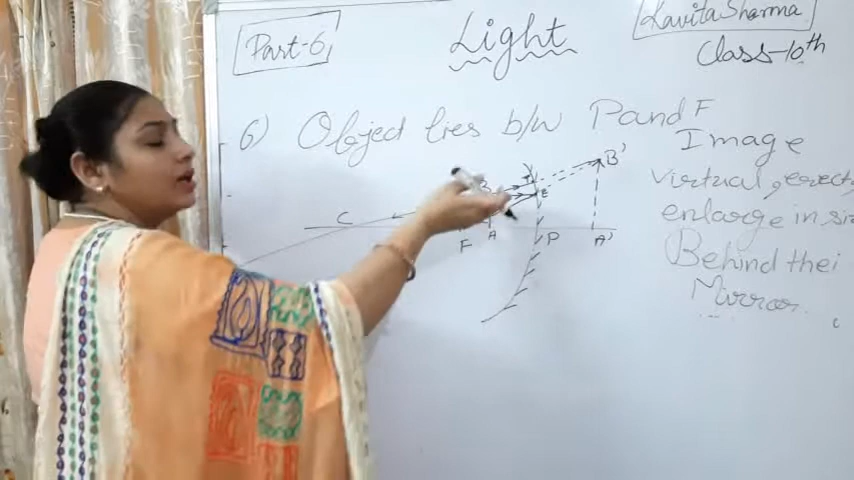 Part-6
Light
Kavita Sharma
Class-10th
6) Object lies b/w P and F
Image
virtual, erect,
enlarge in size
Behind the
Mirror
B'
E
C
F
A
P
A'